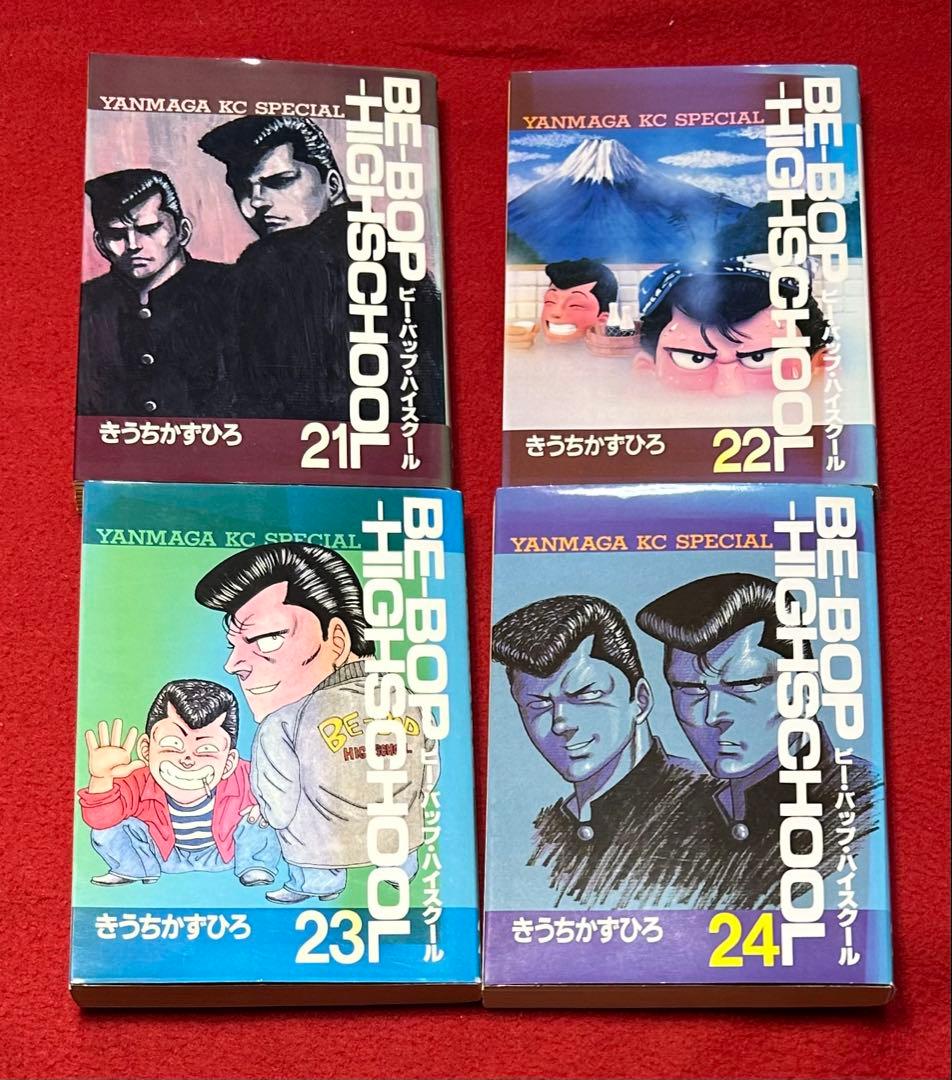 YANMAGA KC SPECIAL
BE-BOP
-HIGHSCHOOL
ビー・バップ・ハイスクール
きうちかずひろ
21
YANMAGA KC SPECIAL
BE-BOP
-HIGHSCHOOL
ビー・バップ・ハイスクール
きうちかずひろ
22
YANMAGA KC SPECIAL
BE-BOP
-HIGHSCHOOL
ビー・バップ・ハイスクール
きうちかずひろ
23
YANMAGA KC SPECIAL
BE-BOP
-HIGHSCHOOL
ビー・バップ・ハイスクール
きうちかずひろ
24